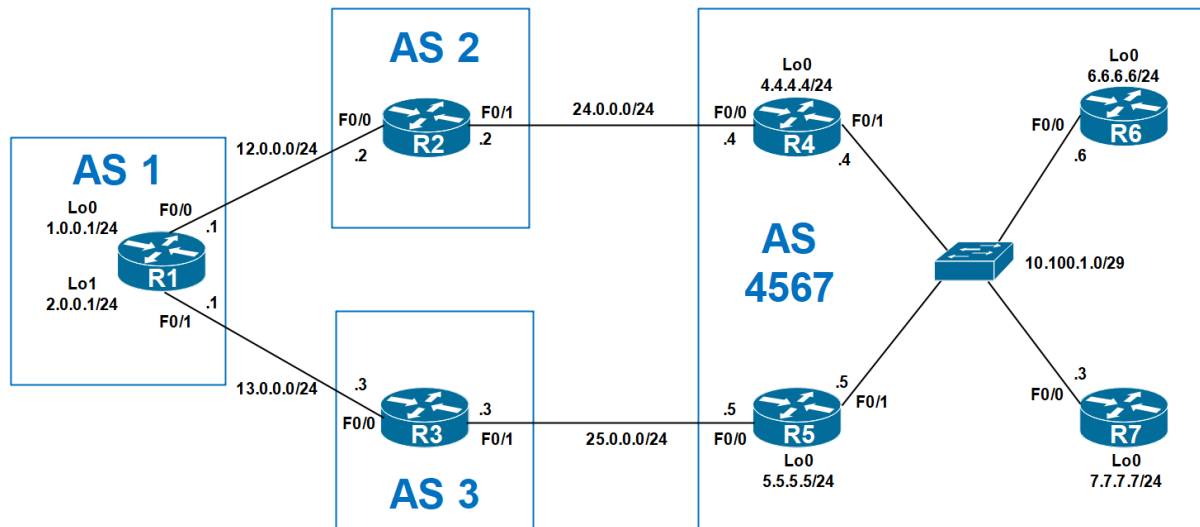 AS 1
Lo0
1.0.0.1/24
F0/0
.1
R1
Lo1
2.0.0.1/24
.1
F0/1
12.0.0.0/24
13.0.0.0/24
AS 2
F0/0
.2
R2
F0/1
.2
24.0.0.0/24
.3
F0/0
R3
.3
F0/1
AS 3
25.0.0.0/24
Lo0
4.4.4.4/24
F0/0
.4
R4
F0/1
.4
AS
4567
.5
F0/0
R5
.5
F0/1
Lo0
5.5.5.5/24
Lo0
6.6.6.6/24
F0/0
.6
R6
10.100.1.0/29
.3
F0/0
R7
Lo0
7.7.7.7/24